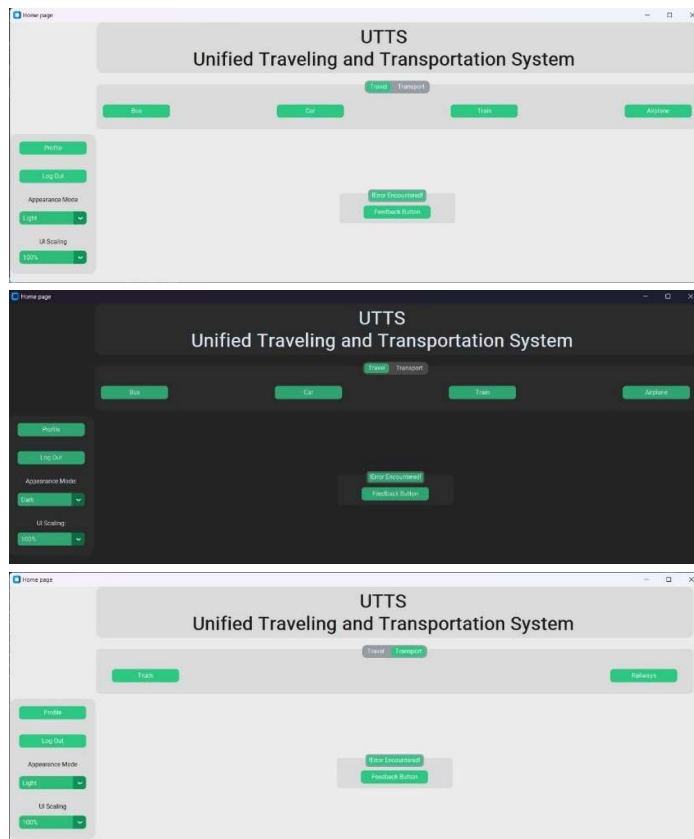 Home page
UTTS
Unified Traveling and Transportation System
Travel Transport
Bus Car Train Airplane
Profile
Log Out
Appearance Mode
Light
UI Scaling
100%
!Error Encountered!
Feedback Button
Home page
UTTS
Unified Traveling and Transportation System
Travel Transport
Bus Car Train Airplane
Profile
Log Out
Appearance Mode:
Dark
UI Scaling:
100%
!Error Encountered!
Feedback Button
Home page
UTTS
Unified Traveling and Transportation System
Travel Transport
Truck Railways
Profile
Log Out
Appearance Mode
Light
UI Scaling
100%
!Error Encountered!
Feedback Button